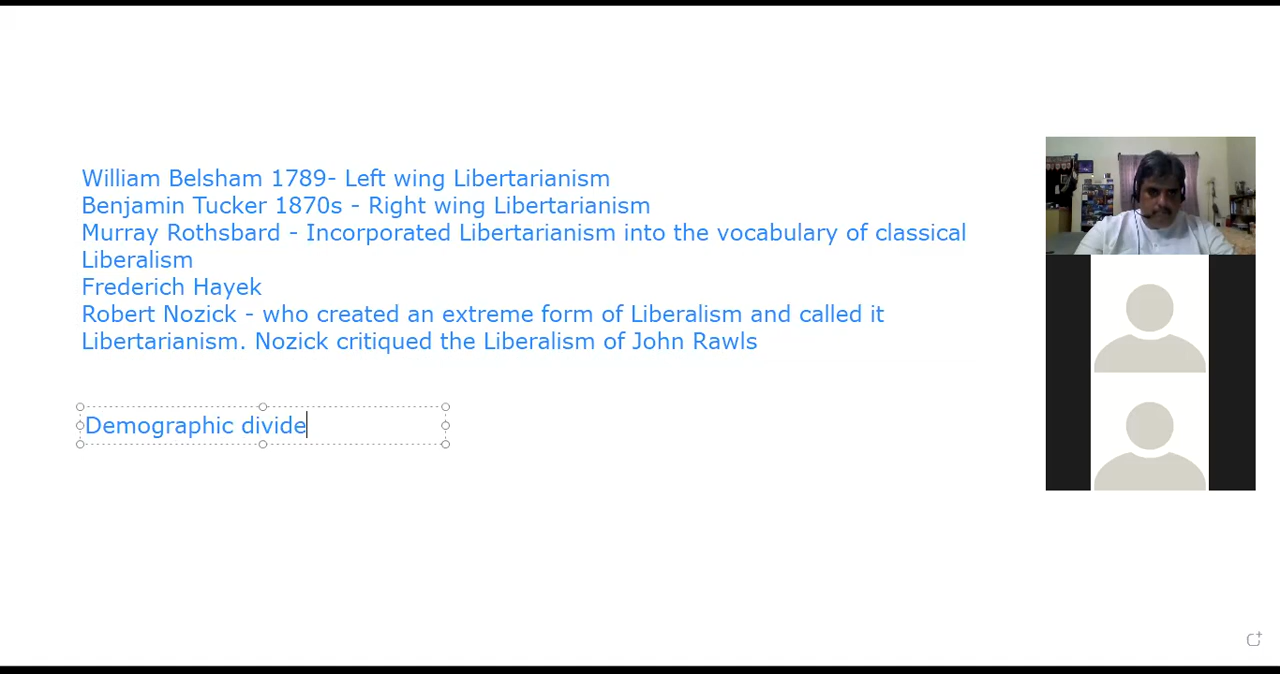 William Belsham 1789- Left wing Libertarianism
Benjamin Tucker 1870s - Right wing Libertarianism
Murray Rothsbard - Incorporated Libertarianism into the vocabulary of classical
Liberalism
Frederich Hayek
Robert Nozick - who created an extreme form of Liberalism and called it
Libertarianism. Nozick critiqued the Liberalism of John Rawls
Demographic divide